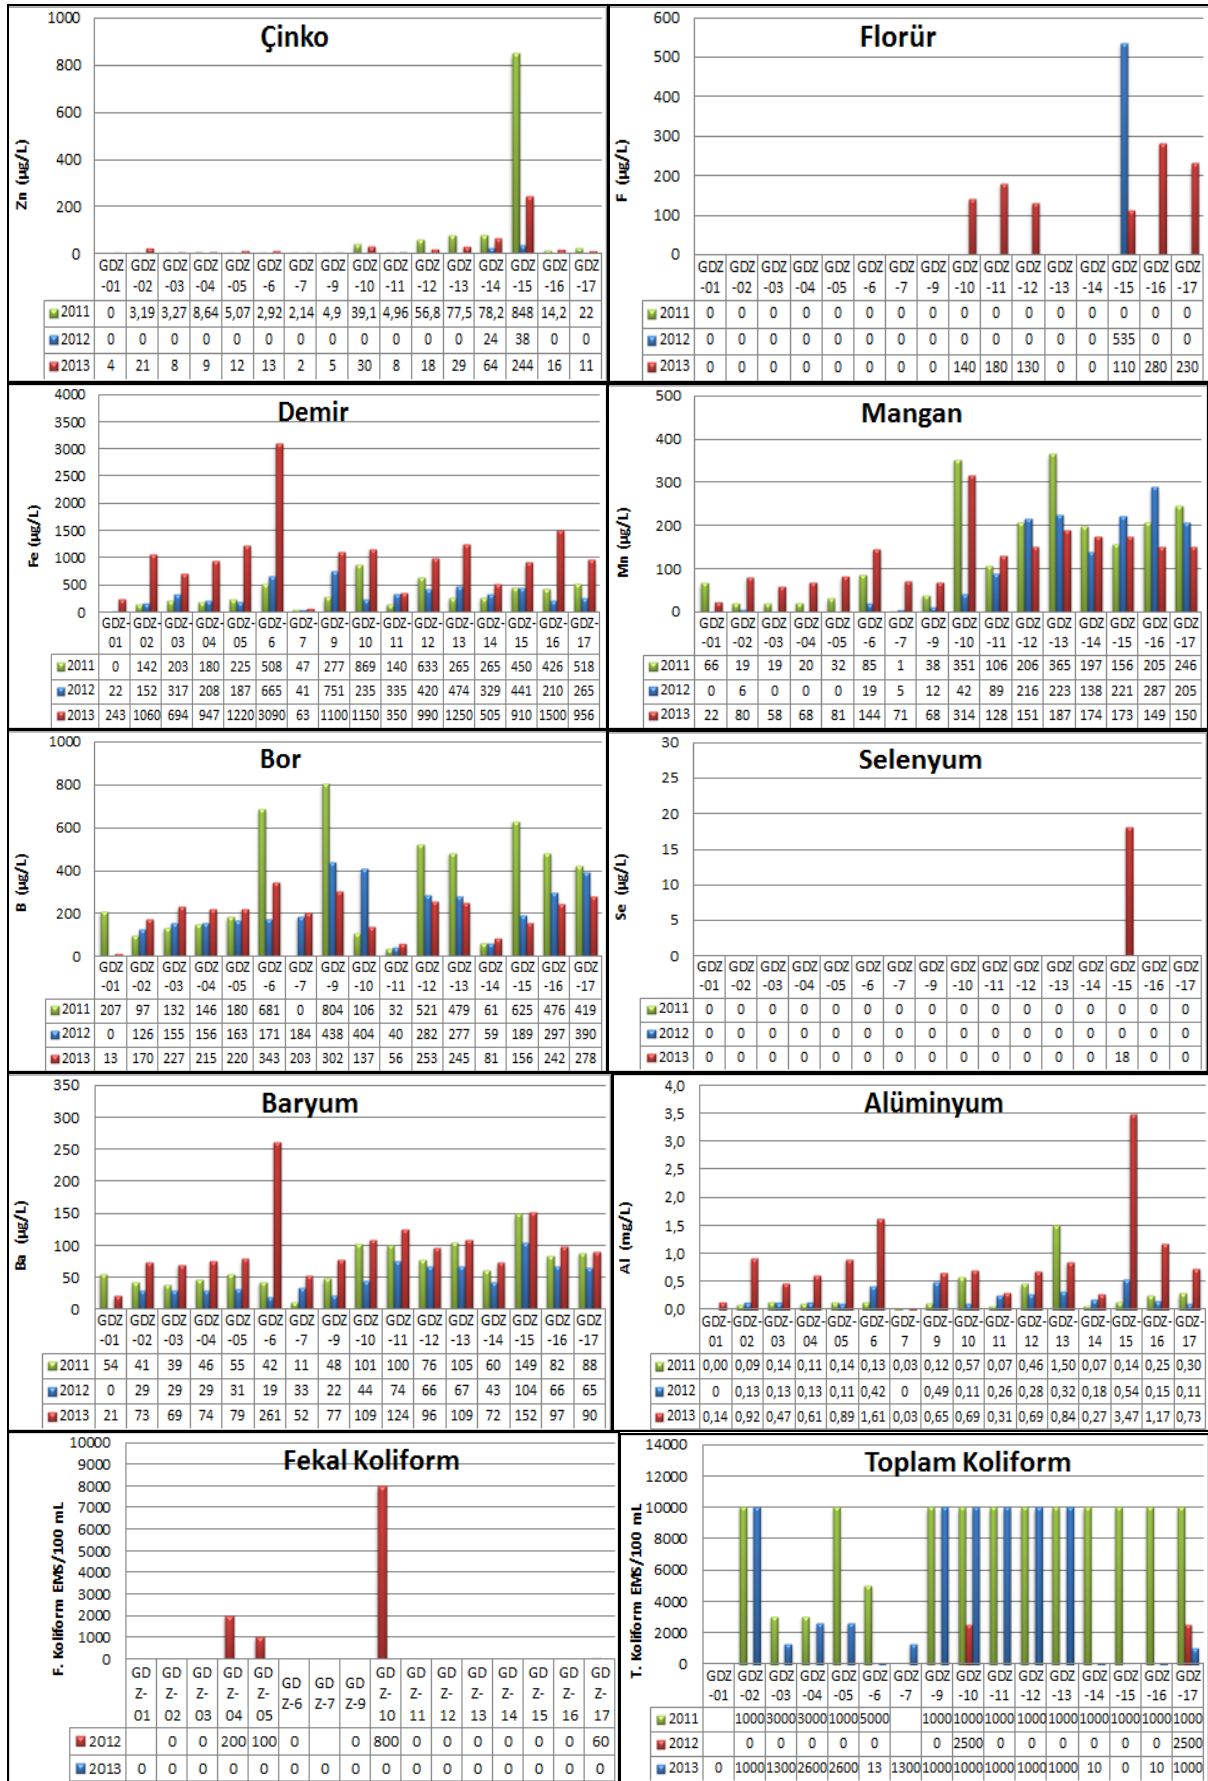 Çinko
Zn (µg/L)
1000
800
600
400
200
0
GDZ-01 GDZ-02 GDZ-03 GDZ-04 GDZ-05 GDZ-6 GDZ-7 GDZ-9 GDZ-10 GDZ-11 GDZ-12 GDZ-13 GDZ-14 GDZ-15 GDZ-16 GDZ-17
2011 0 3,19 3,27 8,64 5,07 2,92 2,14 4,9 39,1 4,96 56,8 77,5 78,2 848 14,2 22
2012 0 0 0 0 0 0 0 0 0 0 0 0 24 38 0 0
2013 4 21 8 9 12 13 2 5 30 8 18 29 64 244 16 11
Florür
F (µg/L)
600
500
400
300
200
100
0
GDZ-01 GDZ-02 GDZ-03 GDZ-04 GDZ-05 GDZ-6 GDZ-7 GDZ-9 GDZ-10 GDZ-11 GDZ-12 GDZ-13 GDZ-14 GDZ-15 GDZ-16 GDZ-17
2011 0 0 0 0 0 0 0 0 0 0 0 0 0 0 0 0
2012 0 0 0 0 0 0 0 0 0 0 0 0 0 535 0 0
2013 0 0 0 0 0 0 0 0 140 180 130 0 0 110 280 230
Demir
Fe (µg/L)
4000
3500
3000
2500
2000
1500
1000
500
0
GDZ-01 GDZ-02 GDZ-03 GDZ-04 GDZ-05 GDZ-6 GDZ-7 GDZ-9 GDZ-10 GDZ-11 GDZ-12 GDZ-13 GDZ-14 GDZ-15 GDZ-16 GDZ-17
2011 0 142 203 180 225 508 47 277 869 140 633 265 265 450 426 518
2012 22 152 317 208 187 665 41 751 235 335 420 474 329 441 210 265
2013 243 1060 694 947 1220 3090 63 1100 1150 350 990 1250 505 910 1500 956
Mangan
Mn (µg/L)
500
400
300
200
100
0
GDZ-01 GDZ-02 GDZ-03 GDZ-04 GDZ-05 GDZ-6 GDZ-7 GDZ-9 GDZ-10 GDZ-11 GDZ-12 GDZ-13 GDZ-14 GDZ-15 GDZ-16 GDZ-17
2011 66 19 19 20 32 85 1 38 351 106 206 365 197 156 205 246
2012 0 6 0 0 0 19 5 12 42 89 216 223 138 221 287 205
2013 22 80 58 68 81 144 71 68 314 128 151 187 174 173 149 150
Bor
B (µg/L)
1000
800
600
400
200
0
GDZ-01 GDZ-02 GDZ-03 GDZ-04 GDZ-05 GDZ-6 GDZ-7 GDZ-9 GDZ-10 GDZ-11 GDZ-12 GDZ-13 GDZ-14 GDZ-15 GDZ-16 GDZ-17
2011 207 97 132 146 180 681 0 804 106 32 521 479 61 625 476 419
2012 0 126 155 156 163 171 184 438 404 40 282 277 59 189 297 390
2013 13 170 227 215 220 343 203 302 137 56 253 245 81 156 242 278
Selenyum
Se (µg/L)
30
25
20
15
10
5
0
GDZ-01 GDZ-02 GDZ-03 GDZ-04 GDZ-05 GDZ-6 GDZ-7 GDZ-9 GDZ-10 GDZ-11 GDZ-12 GDZ-13 GDZ-14 GDZ-15 GDZ-16 GDZ-17
2011 0 0 0 0 0 0 0 0 0 0 0 0 0 0 0 0
2012 0 0 0 0 0 0 0 0 0 0 0 0 0 0 0 0
2013 0 0 0 0 0 0 0 0 0 0 0 0 0 18 0 0
Baryum
Ba (µg/L)
350
300
250
200
150
100
50
0
GDZ-01 GDZ-02 GDZ-03 GDZ-04 GDZ-05 GDZ-6 GDZ-7 GDZ-9 GDZ-10 GDZ-11 GDZ-12 GDZ-13 GDZ-14 GDZ-15 GDZ-16 GDZ-17
2011 54 41 39 46 55 42 11 48 101 100 76 105 60 149 82 88
2012 0 29 29 29 31 19 33 22 44 74 66 67 43 104 66 65
2013 21 73 69 74 79 261 52 77 109 124 96 109 72 152 97 90
Alüminyum
Al (mg/L)
4,0
3,5
3,0
2,5
2,0
1,5
1,0
0,5
0,0
GDZ-01 GDZ-02 GDZ-03 GDZ-04 GDZ-05 GDZ-6 GDZ-7 GDZ-9 GDZ-10 GDZ-11 GDZ-12 GDZ-13 GDZ-14 GDZ-15 GDZ-16 GDZ-17
2011 0,00 0,09 0,14 0,11 0,14 0,13 0,03 0,12 0,57 0,07 0,46 1,50 0,07 0,14 0,25 0,30
2012 0 0,13 0,13 0,13 0,11 0,42 0 0,49 0,11 0,26 0,28 0,32 0,18 0,54 0,15 0,11
2013 0,14 0,92 0,47 0,61 0,89 1,61 0,03 0,65 0,69 0,31 0,69 0,84 0,27 3,47 1,17 0,73
Fekal Koliform
F. Koliform EMS/100 mL
10000
9000
8000
7000
6000
5000
4000
3000
2000
1000
0
GDZ-01 GDZ-02 GDZ-03 GDZ-04 GDZ-05 GDZ-6 GDZ-7 GDZ-9 GDZ-10 GDZ-11 GDZ-12 GDZ-13 GDZ-14 GDZ-15 GDZ-16 GDZ-17
2012 0 0 200 100 0 0 800 0 0 0 0 0 0 60
2013 0 0 0 0 0 0 0 0 0 0 0 0 0 0 0 0
Toplam Koliform
T. Koliform EMS/100 mL
14000
12000
10000
8000
6000
4000
2000
0
GDZ-01 GDZ-02 GDZ-03 GDZ-04 GDZ-05 GDZ-6 GDZ-7 GDZ-9 GDZ-10 GDZ-11 GDZ-12 GDZ-13 GDZ-14 GDZ-15 GDZ-16 GDZ-17
2011 1000 3000 3000 1000 5000 1000 1000 1000 1000 1000 1000 1000 1000 1000
2012 0 0 0 0 0 0 2500 0 0 0 0 0 0 2500
2013 0 1000 1300 2600 2600 13 1300 1000 1000 1000 1000 1000 10 0 10 1000